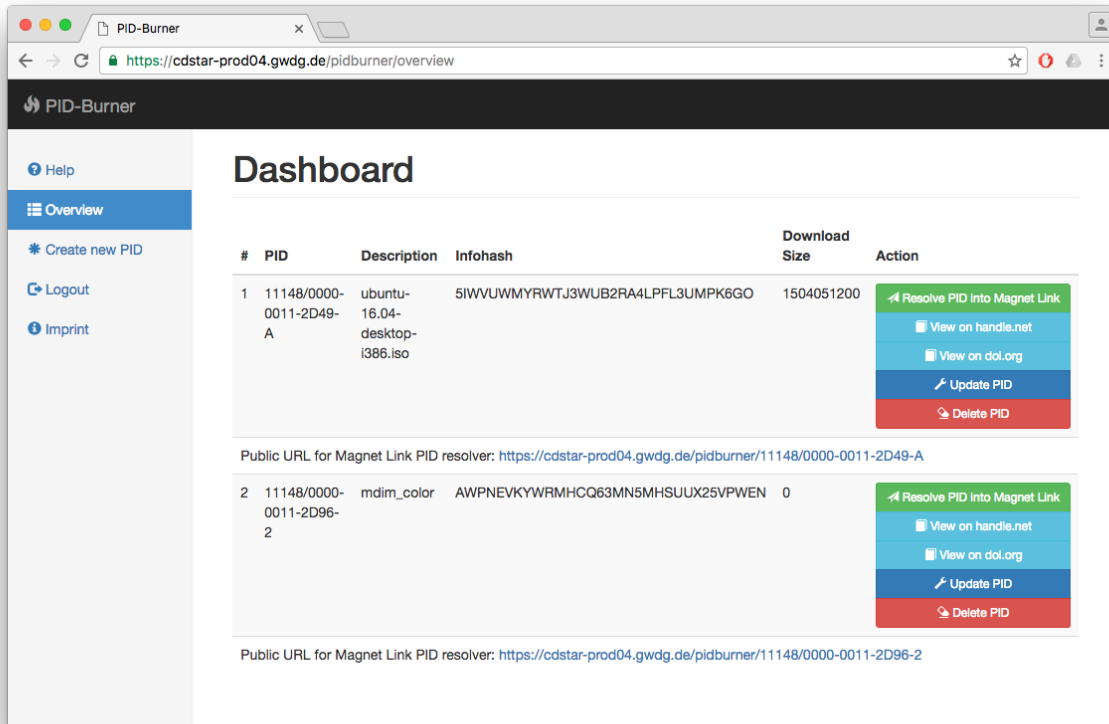 PID-Burner
https://cdstar-prod04.gwdg.de/pidburner/overview
PID-Burner
Help
Overview
Create new PID
Logout
Imprint
Dashboard
# PID Description Infohash Download Size Action
1 11148/0000-0011-2D49-A ubuntu-16.04-desktop-i386.iso 5IWVUWMYRWTJ3WUB2RA4LPFL3UMPK6GO 1504051200
Resolve PID into Magnet Link
View on handle.net
View on doi.org
Update PID
Delete PID
Public URL for Magnet Link PID resolver: https://cdstar-prod04.gwdg.de/pidburner/11148/0000-0011-2D49-A
2 11148/0000-0011-2D96-2 mdim_color AWPNEVKYWRMHCQ63MN5MHSUUX25VPWEN 0
Resolve PID into Magnet Link
View on handle.net
View on doi.org
Update PID
Delete PID
Public URL for Magnet Link PID resolver: https://cdstar-prod04.gwdg.de/pidburner/11148/0000-0011-2D96-2